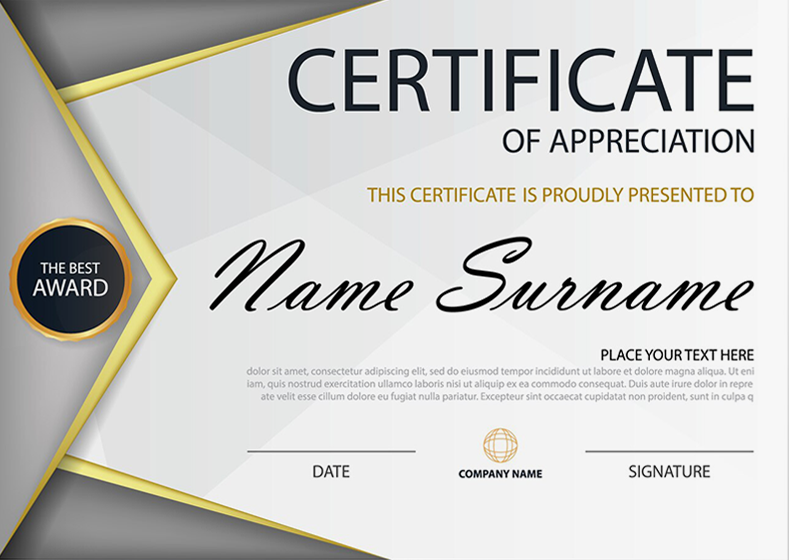 CERTIFICATE
OF APPRECIATION
THIS CERTIFICATE IS PROUDLY PRESENTED TO
Name Surname
THE BEST
AWARD
PLACE YOUR TEXT HERE
dolor sit amet, consectetur adipiscing elit, sed do eiusmod tempor incididunt ut labore et dolore magna aliqua. Ut eni
iam, quis nostrud exercitation ullamco laboris nisi ut aliquip ex ea commodo consequat. Duis aute irure dolor in repre
ate velit esse cillum dolore eu fugiat nulla pariatur. Excepteur sint occaecat cupidatat non proident, sunt in culpa q
DATE
COMPANY NAME
SIGNATURE